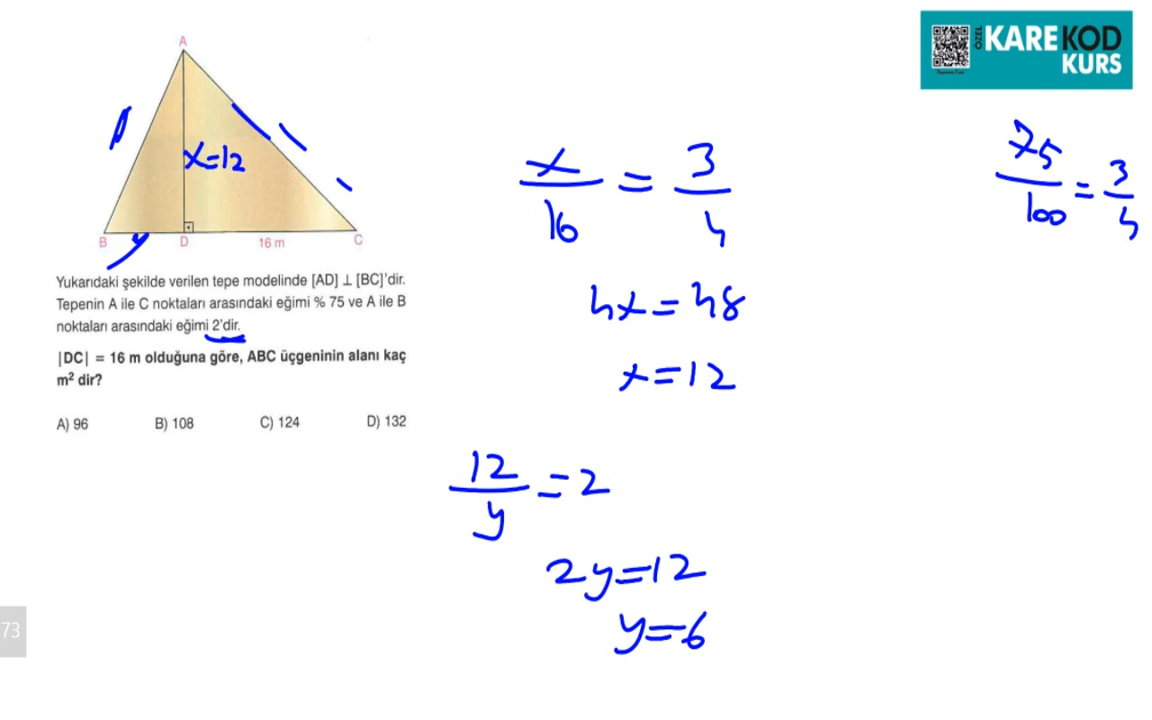 ÖZEL
KAREKOD
KURS
A
x=12
B
y
D
16 m
C
Yukarıdaki şekilde verilen tepe modelinde [AD] ⊥ [BC]'dir.
Tepenin A ile C noktaları arasındaki eğimi % 75 ve A ile B
noktaları arasındaki eğimi 2'dir.
|DC| = 16 m olduğuna göre, ABC üçgeninin alanı kaç
m² dir?
A) 96 B) 108 C) 124 D) 132
x/16 = 3/4
4x=48
x=12
75/100 = 3/4
12/y = 2
2y=12
y=6
73